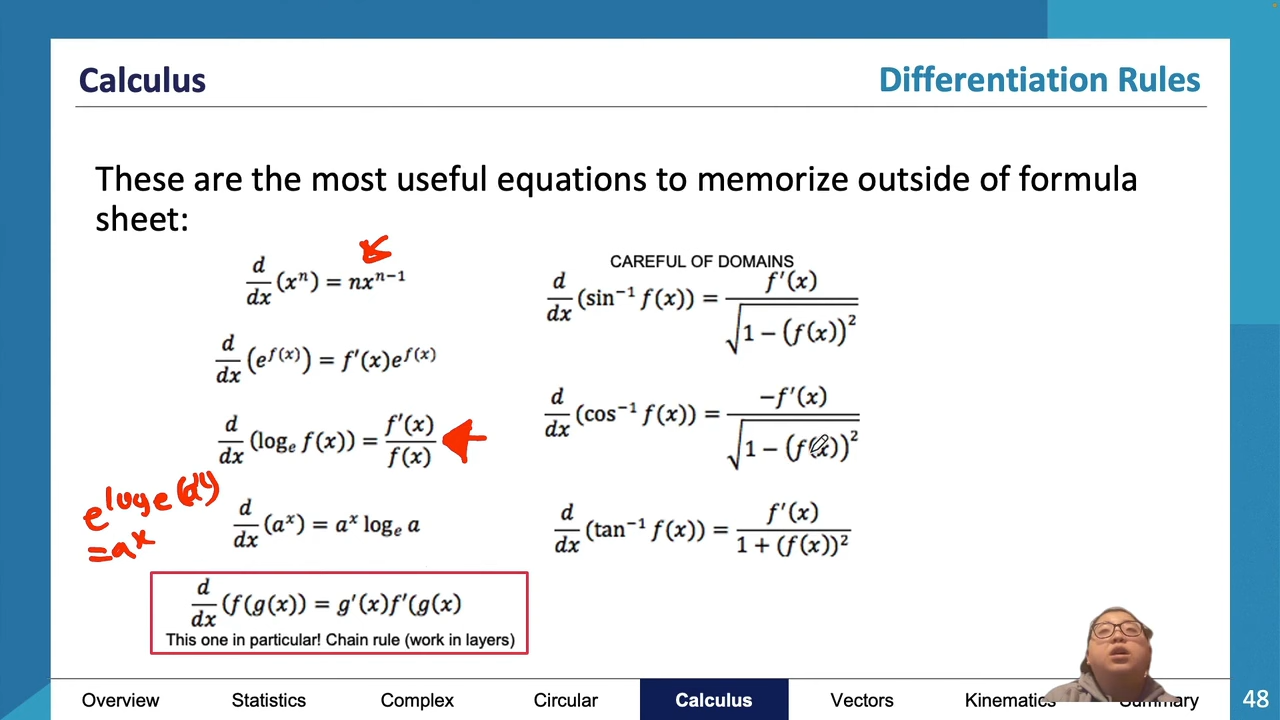 Calculus
Differentiation Rules
These are the most useful equations to memorize outside of formula
sheet:
d/dx (xⁿ) = nxⁿ⁻¹
d/dx (e^f(x)) = f′(x)e^f(x)
d/dx (logₑ f(x)) = f′(x)/f(x)
e^logₑ(aˣ)
=aˣ
d/dx (aˣ) = aˣ logₑ a
d/dx (f(g(x)) = g′(x)f′(g(x)
This one in particular! Chain rule (work in layers)
CAREFUL OF DOMAINS
d/dx (sin⁻¹ f(x)) = f′(x)/√(1 − (f(x))²)
d/dx (cos⁻¹ f(x)) = −f′(x)/√(1 − (f(x))²)
d/dx (tan⁻¹ f(x)) = f′(x)/(1 + (f(x))²)
Overview Statistics Complex Circular Calculus Vectors Kinematics Summary 48